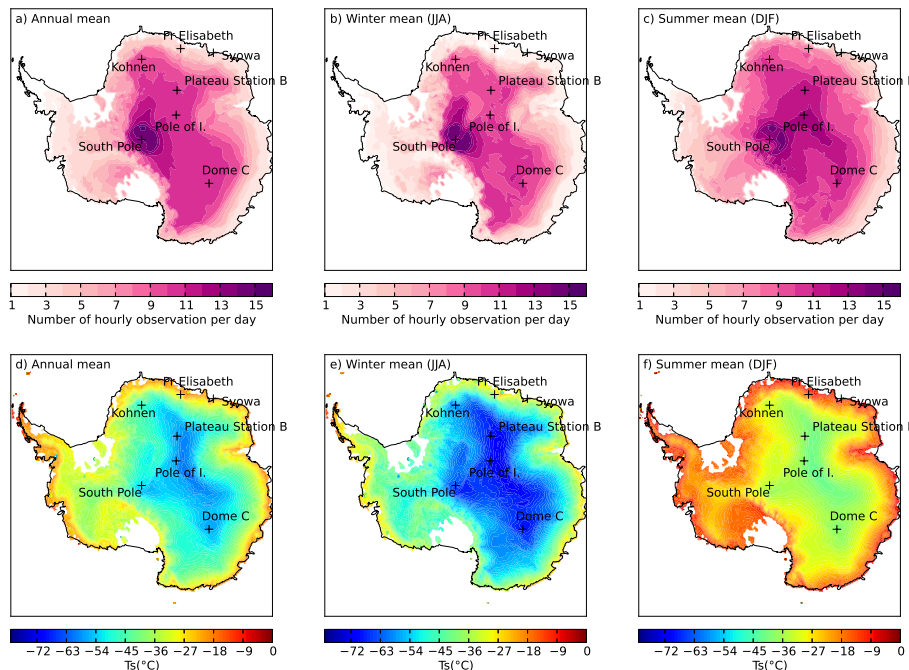 a) Annual mean
Pr Elisabeth
Syowa
Kohnen
Plateau Station B
Pole of I.
South Pole
Dome C
1 3 5 7 9 11 13 15
Number of hourly observation per day
b) Winter mean (JJA)
Pr Elisabeth
Syowa
Kohnen
Plateau Station B
Pole of I.
South Pole
Dome C
1 3 5 7 9 11 13 15
Number of hourly observation per day
c) Summer mean (DJF)
Pr Elisabeth
Syowa
Kohnen
Plateau Station B
Pole of I.
South Pole
Dome C
1 3 5 7 9 11 13 15
Number of hourly observation per day
d) Annual mean
Pr Elisabeth
Syowa
Kohnen
Plateau Station B
Pole of I.
South Pole
Dome C
−72 −63 −54 −45 −36 −27 −18 −9 0
Ts(°C)
e) Winter mean (JJA)
Pr Elisabeth
Syowa
Kohnen
Plateau Station B
Pole of I.
South Pole
Dome C
−72 −63 −54 −45 −36 −27 −18 −9 0
Ts(°C)
f) Summer mean (DJF)
Pr Elisabeth
Syowa
Kohnen
Plateau Station B
Pole of I.
South Pole
Dome C
−72 −63 −54 −45 −36 −27 −18 −9 0
Ts(°C)